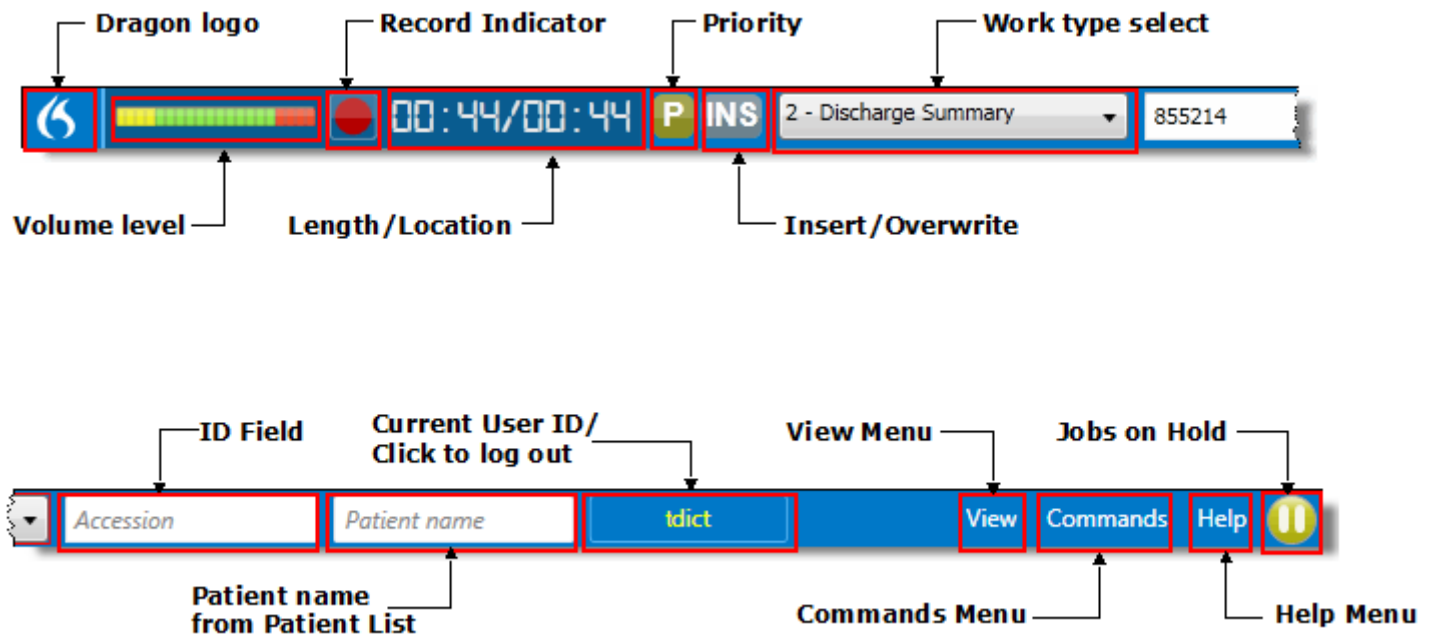 Dragon logo Record Indicator Priority Work type select
00:44/00:44 P INS 2 - Discharge Summary 855214
Volume level Length/Location Insert/Overwrite
ID Field Current User ID/ View Menu Jobs on Hold
Click to log out
Accession Patient name tdict View Commands Help
Patient name
from Patient List Commands Menu Help Menu